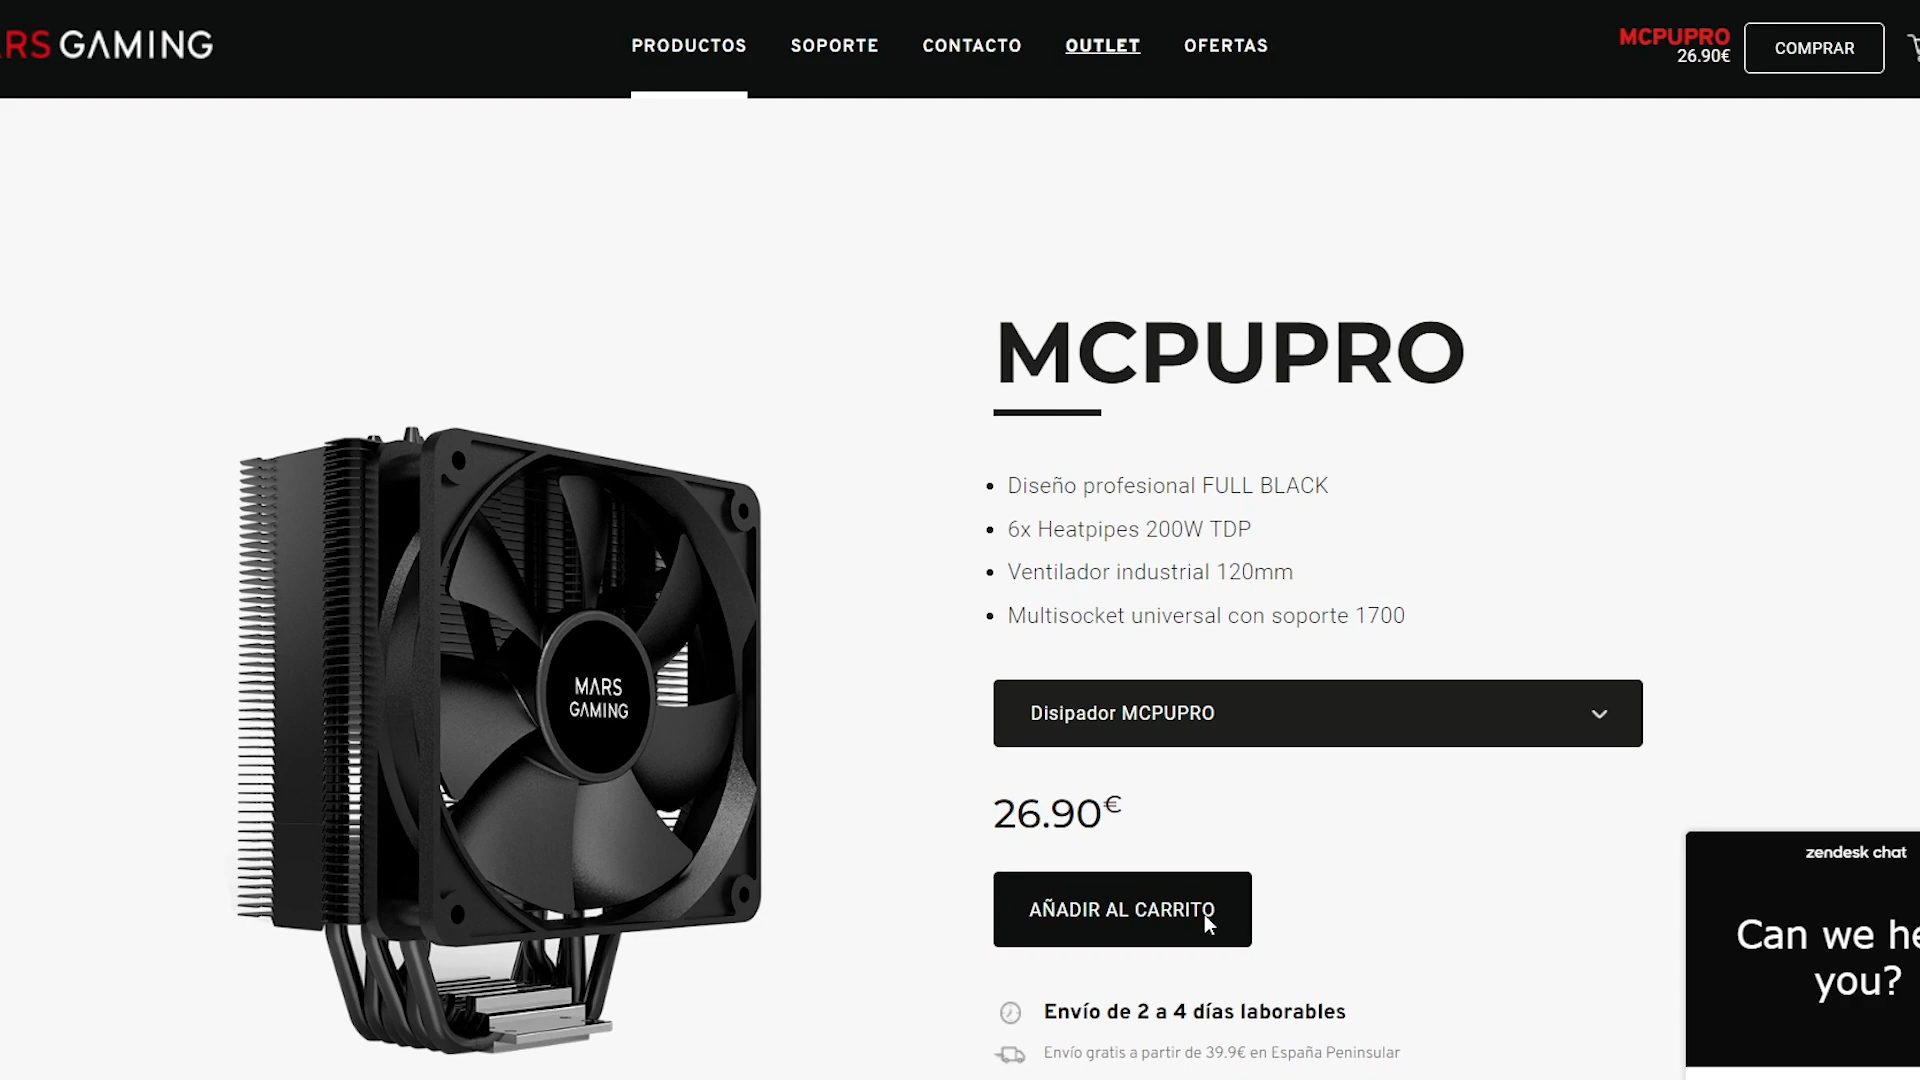 RS GAMING
PRODUCTOS
SOPORTE
CONTACTO
OUTLET
OFERTAS
MCPUPRO
26.90€
COMPRAR
MCPUPRO
Diseño profesional FULL BLACK
6x Heatpipes 200W TDP
Ventilador industrial 120mm
Multisocket universal con soporte 1700
MARS
GAMING
Disipador MCPUPRO
26.90€
AÑADIR AL CARRITO
zendesk chat
Can we he
you?
Envío de 2 a 4 días laborables
Envío gratis a partir de 39.9€ en España Peninsular